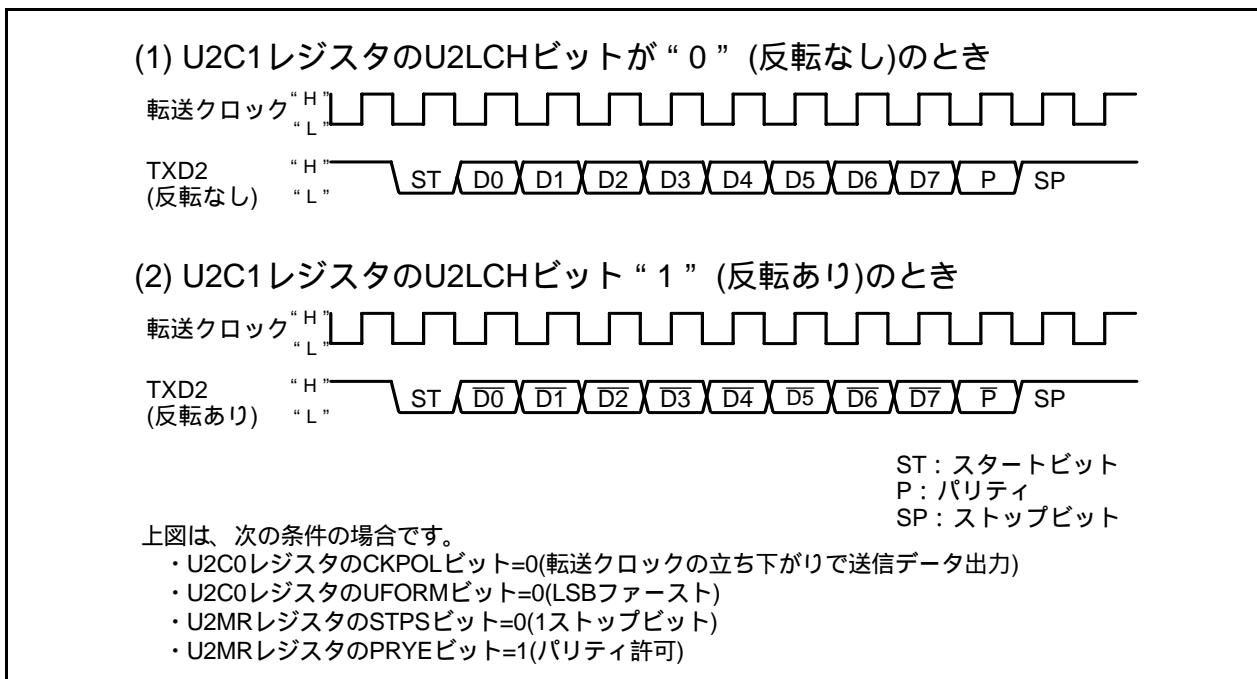 (1) U2C1レジスタのU2LCHビットが“ 0 ” (反転なし)のとき
転送クロック “ H ”
“ L ”
TXD2 “ H ”
(反転なし) “ L ”
ST D0 D1 D2 D3 D4 D5 D6 D7 P SP
(2) U2C1レジスタのU2LCHビット“ 1 ” (反転あり)のとき
転送クロック “ H ”
“ L ”
TXD2 “ H ”
(反転あり) “ L ”
ST D̅0̅ D̅1̅ D̅2̅ D̅3̅ D̅4̅ D̅5̅ D̅6̅ D̅7̅ P̅ SP
ST : スタートビット
P : パリティ
SP : ストップビット
上図は、次の条件の場合です。
・U2C0レジスタのCKPOLビット=0(転送クロックの立ち下がりで送信データ出力)
・U2C0レジスタのUFORMビット=0(LSBファースト)
・U2MRレジスタのSTPSビット=0(1ストップビット)
・U2MRレジスタのPRYEビット=1(パリティ許可)